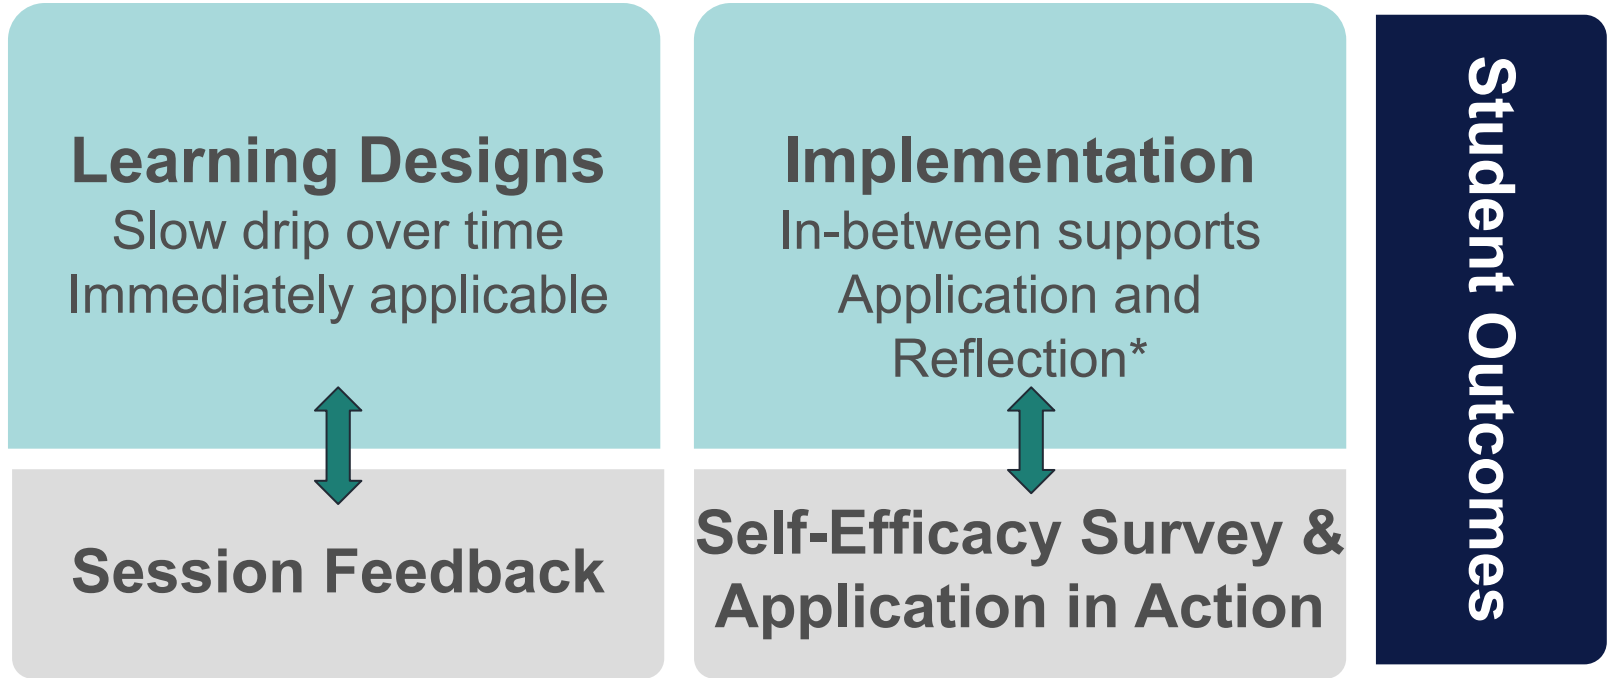 Learning Designs
Slow drip over time
Immediately applicable
Session Feedback
Implementation
In-between supports
Application and
Reflection*
Self-Efficacy Survey &
Application in Action
Student Outcomes